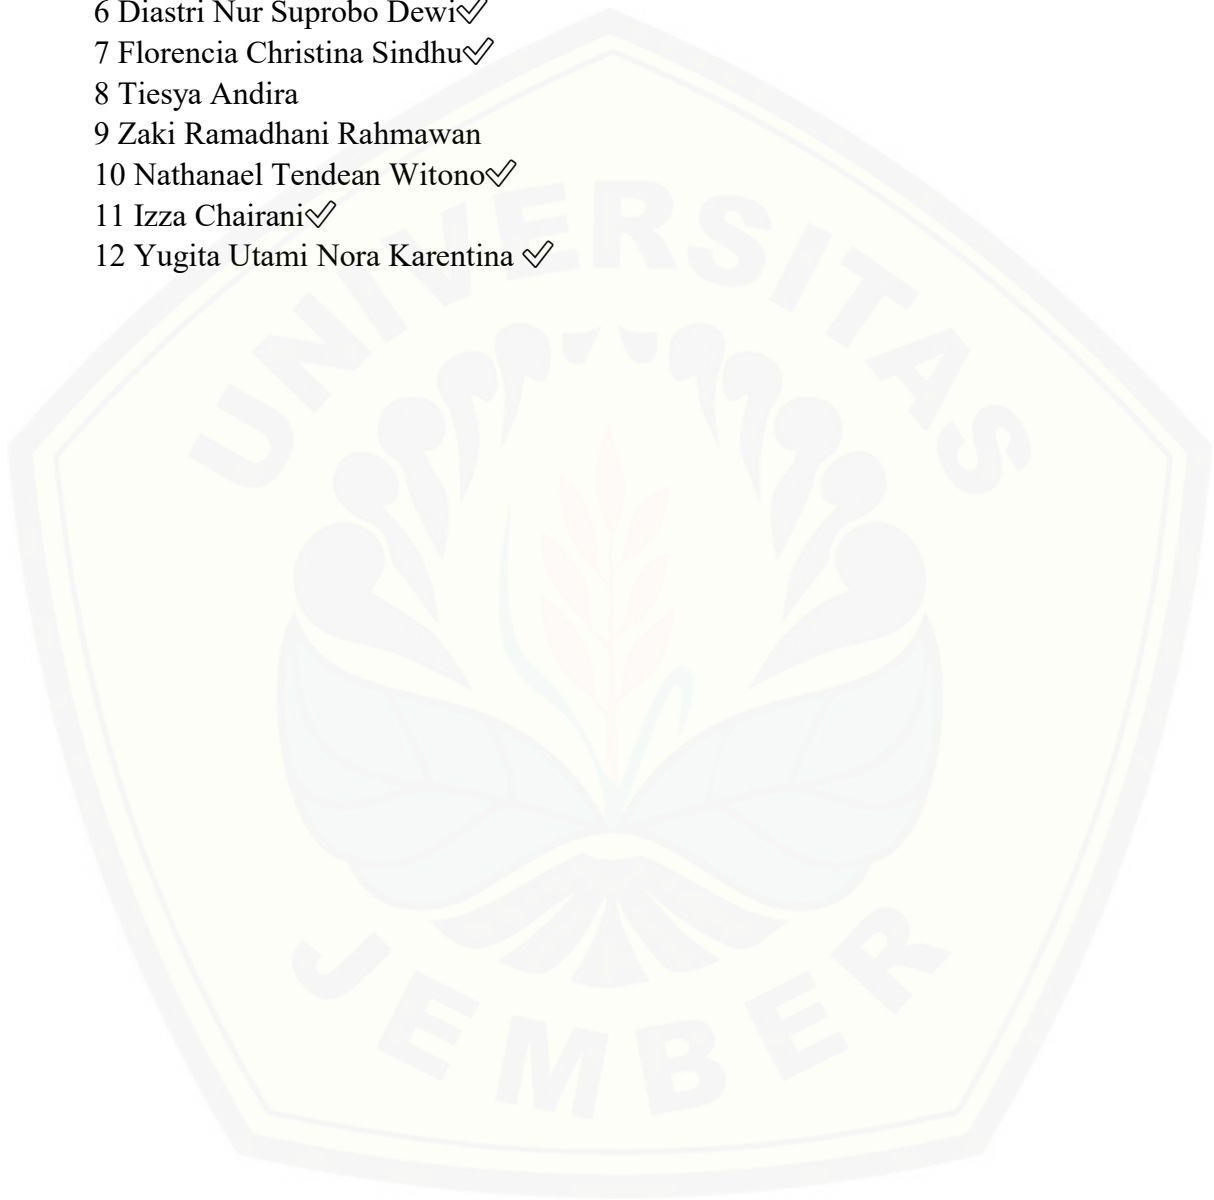 6 Diastri Nur Suprobo Dewi✓
7 Florencia Christina Sindhu✓
8 Tiesya Andira
9 Zaki Ramadhani Rahmawan
10 Nathanael Tendean Witono✓
11 Izza Chairani✓
12 Yugita Utami Nora Karentina ✓
UNIVERSITAS
JEMBER